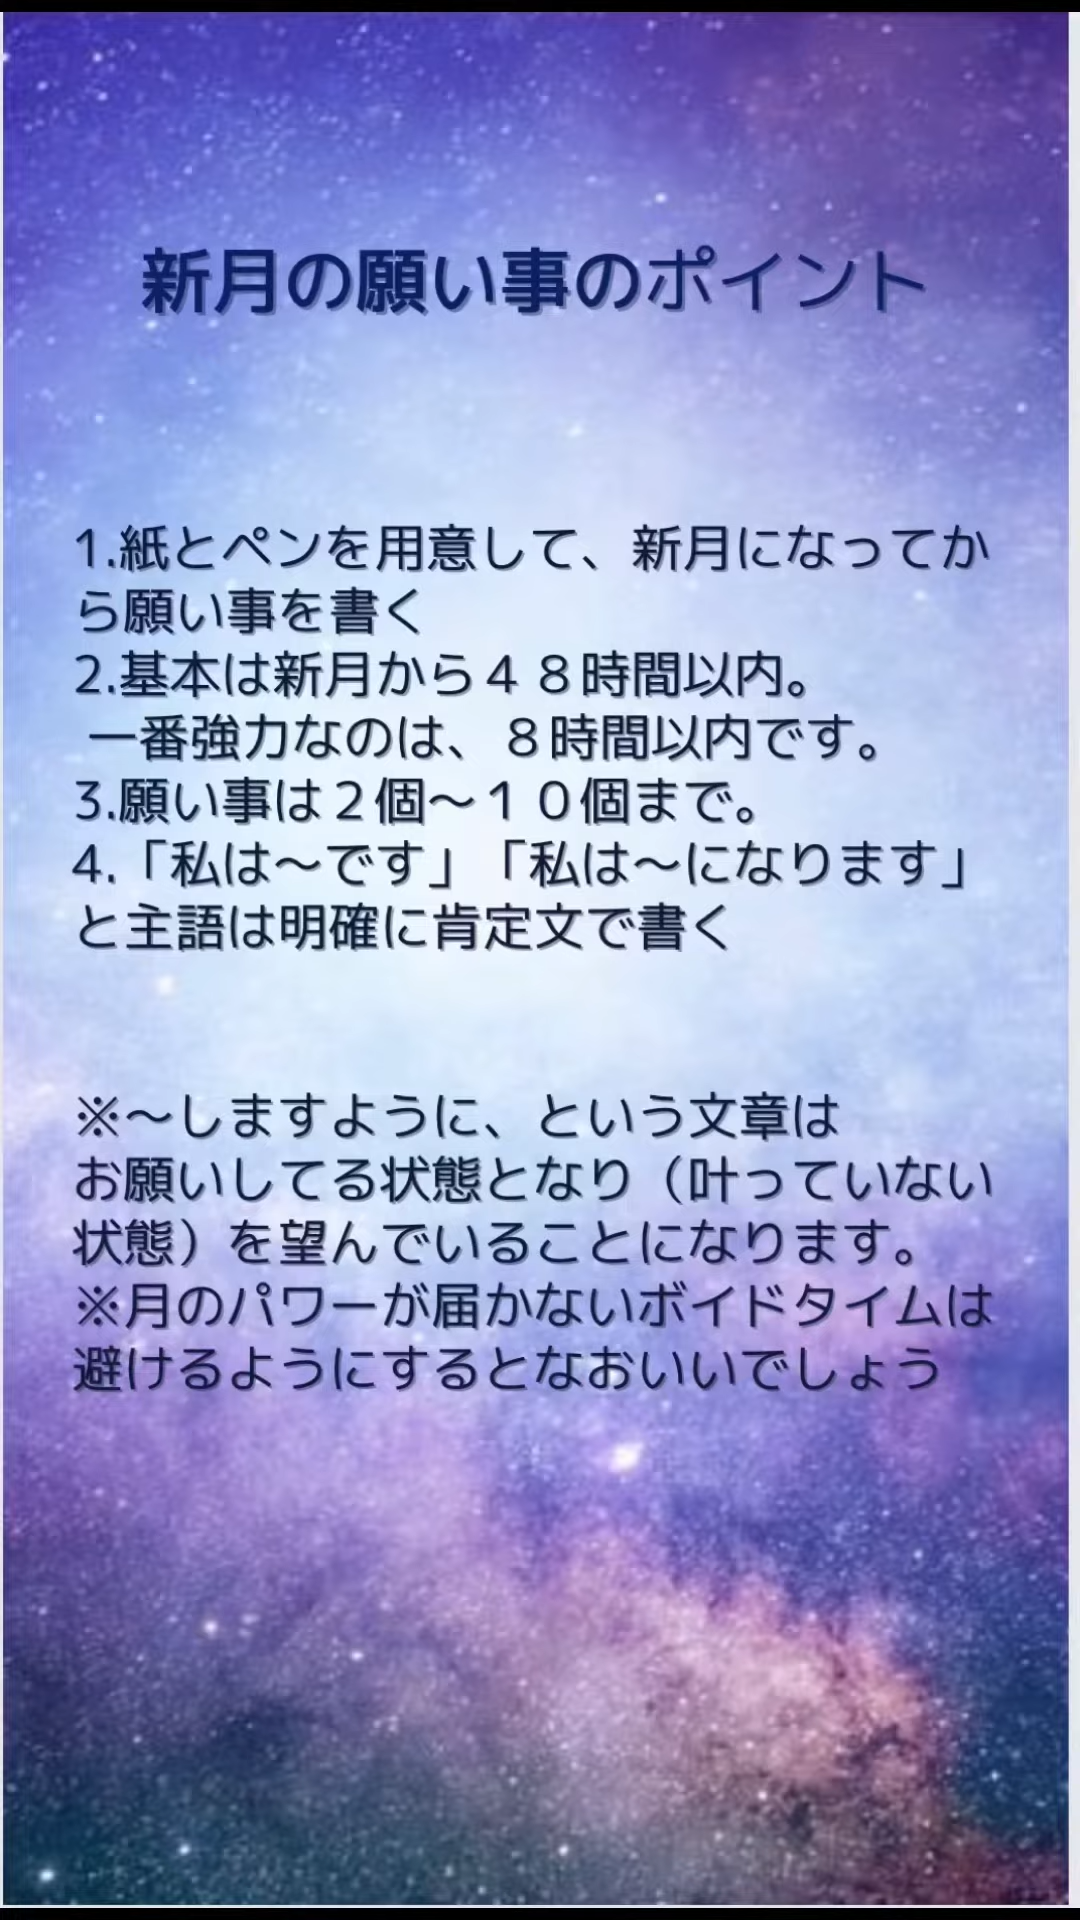 新月の願い事のポイント
1.紙とペンを用意して、新月になってか
ら願い事を書く
2.基本は新月から４８時間以内。
一番強力なのは、８時間以内です。
3.願い事は２個〜１０個まで。
4.「私は〜です」「私は〜になります」
と主語は明確に肯定文で書く
※〜しますように、という文章は
お願いしてる状態となり（叶っていない
状態）を望んでいることになります。
※月のパワーが届かないボイドタイムは
避けるようにするとなおいいでしょう